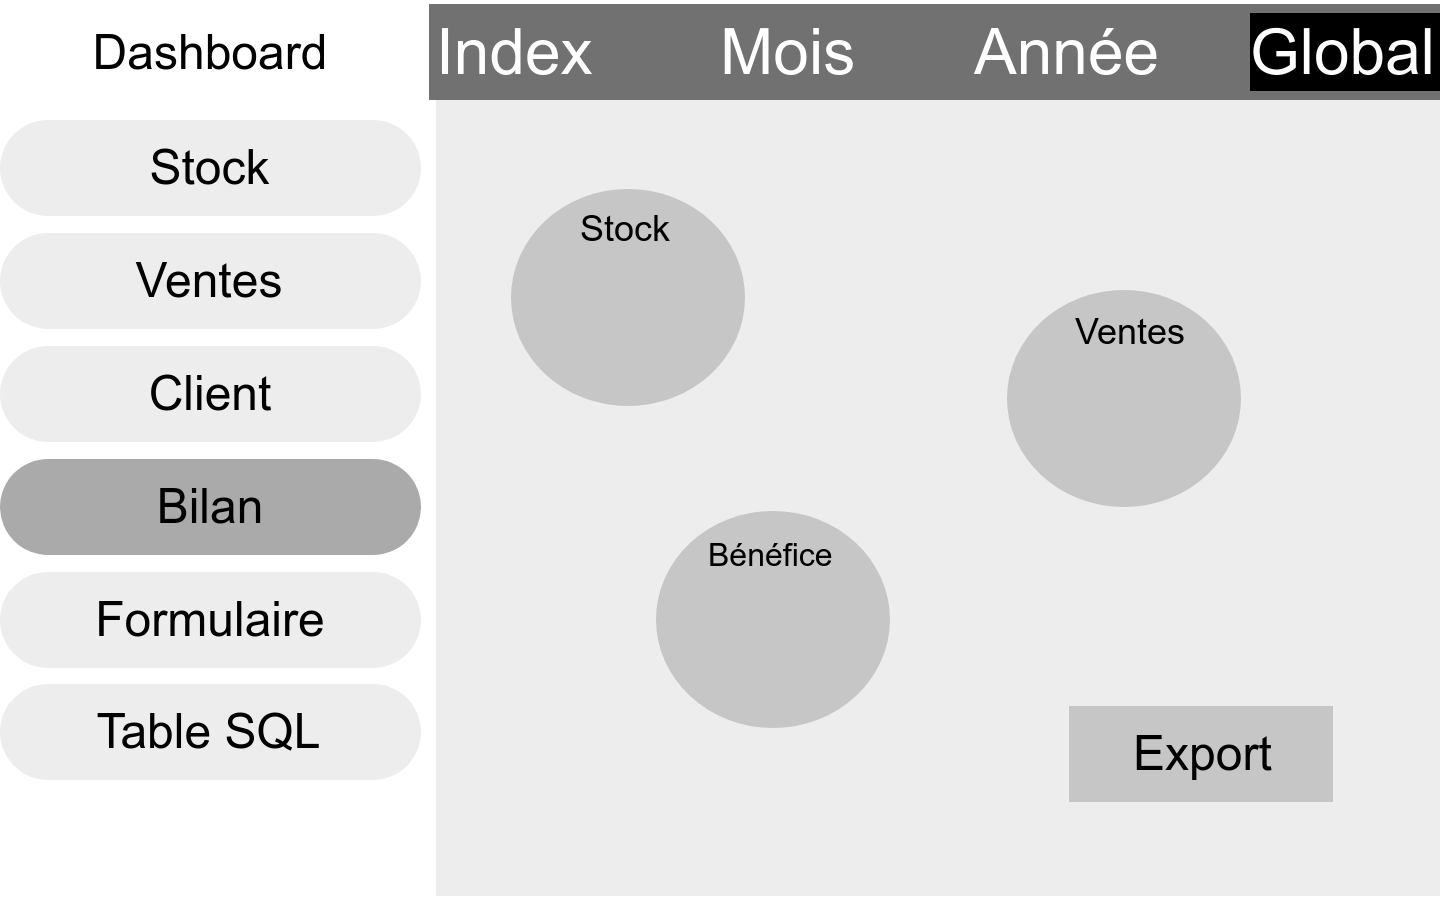 Dashboard
Index
Mois
Année
Global
Stock
Ventes
Client
Bilan
Formulaire
Table SQL
Stock
Ventes
Bénéfice
Export